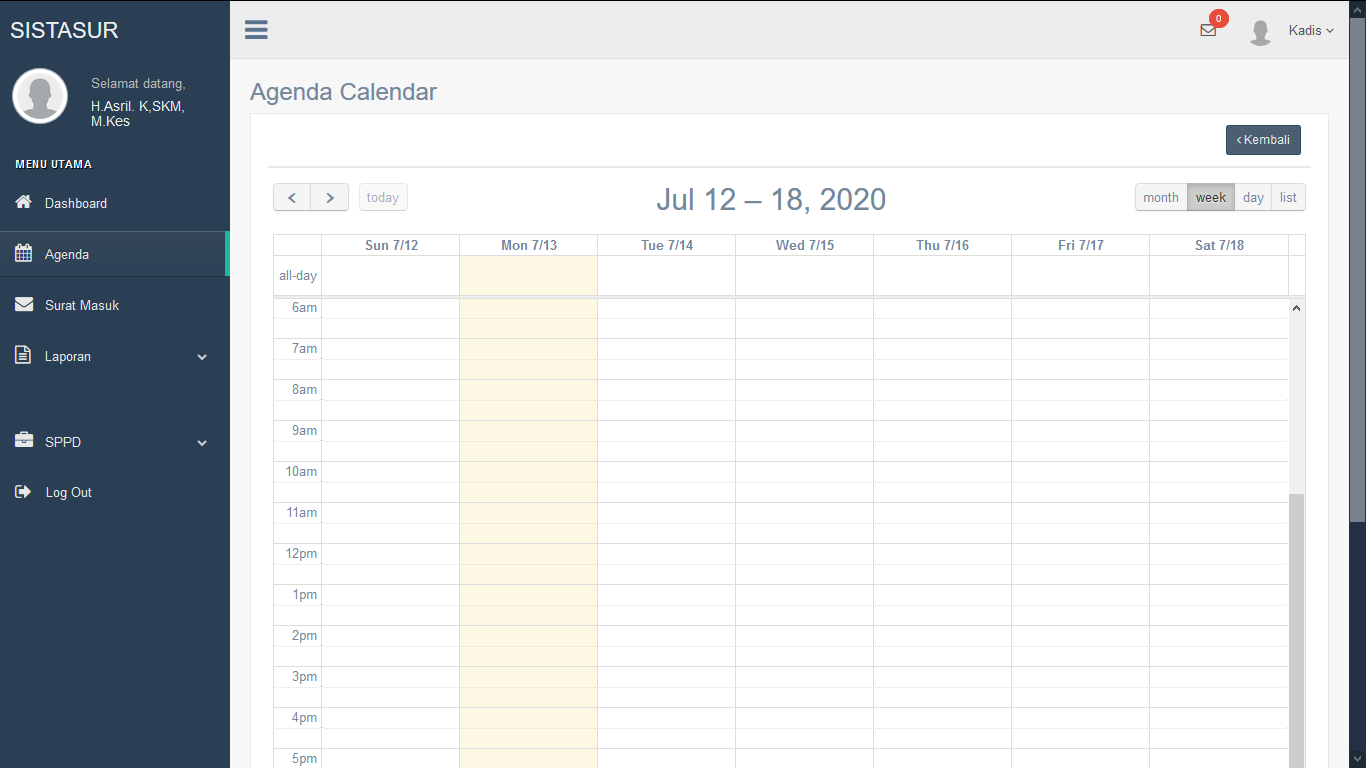 SISTASUR
Selamat datang,
H.Asril. K,SKM,
M.Kes
MENU UTAMA
Dashboard
Agenda
Surat Masuk
Laporan
SPPD
Log Out
0
Kadis
Agenda Calendar
Kembali
today
Jul 12 – 18, 2020
month week day list
Sun 7/12 Mon 7/13 Tue 7/14 Wed 7/15 Thu 7/16 Fri 7/17 Sat 7/18
all-day
6am
7am
8am
9am
10am
11am
12pm
1pm
2pm
3pm
4pm
5pm